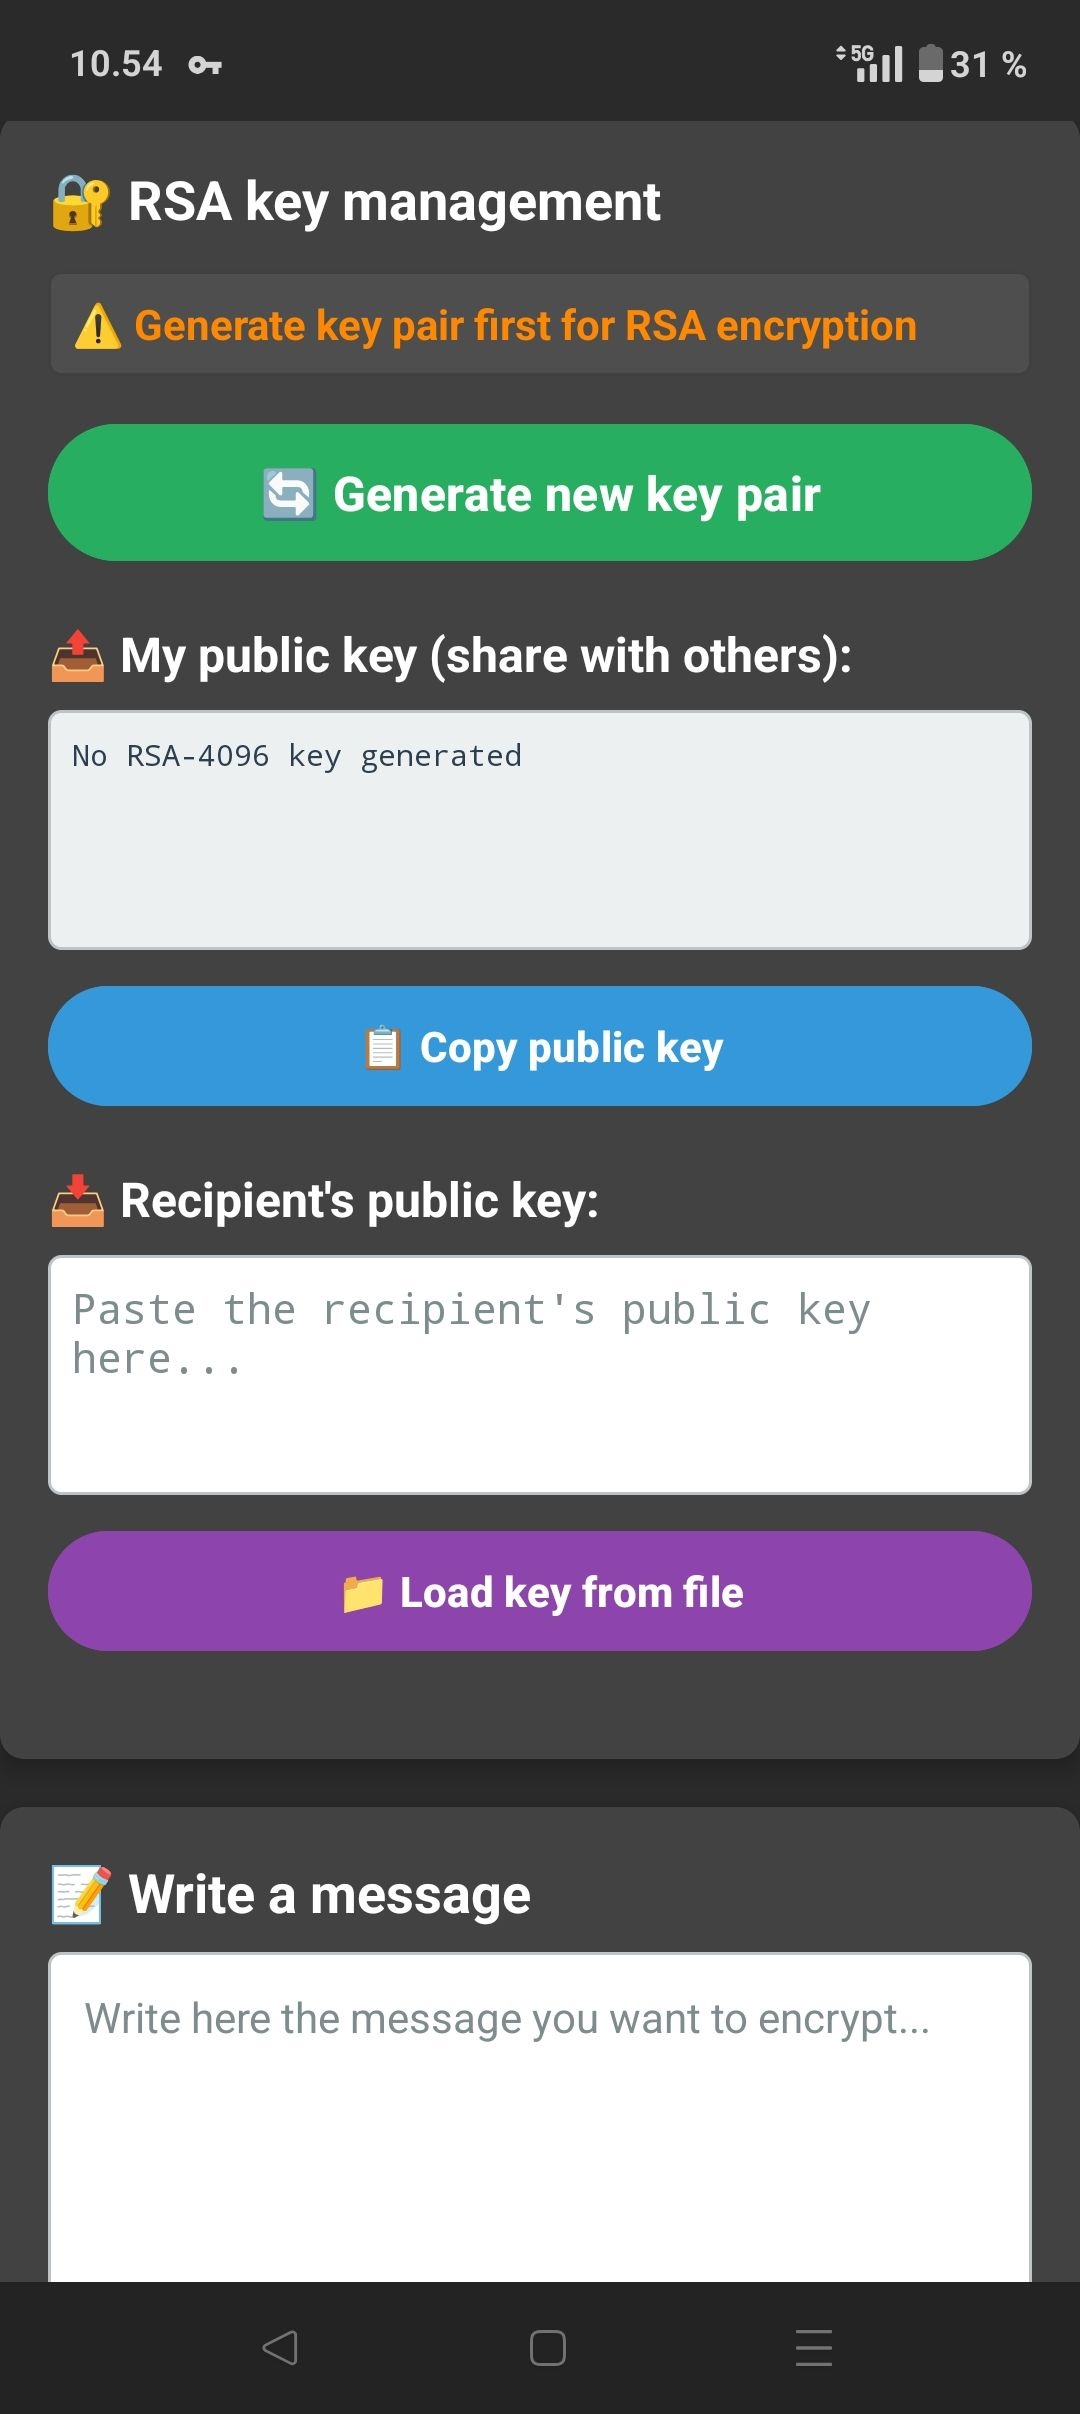 10.54
5G
31 %
RSA key management
Generate key pair first for RSA encryption
Generate new key pair
My public key (share with others):
No RSA-4096 key generated
Copy public key
Recipient's public key:
Paste the recipient's public key
here...
Load key from file
Write a message
Write here the message you want to encrypt...